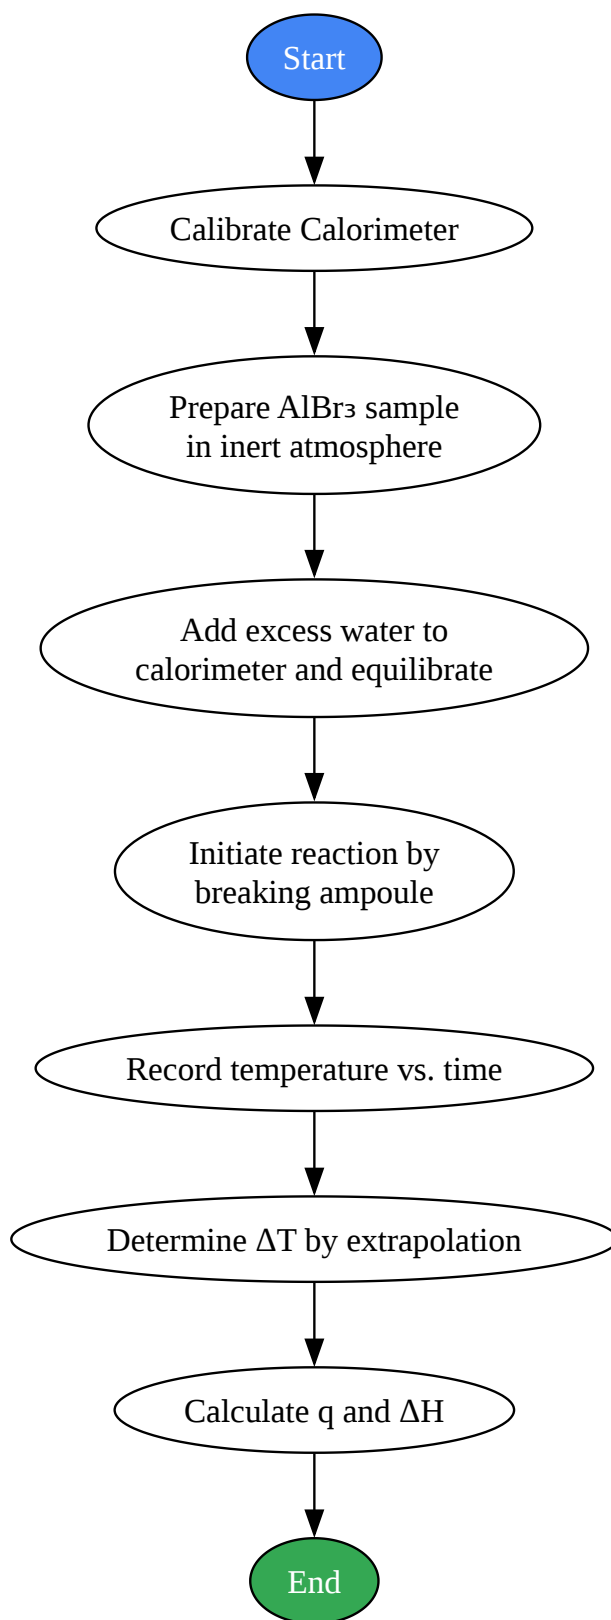 Start
Calibrate Calorimeter
Prepare AlBr₃ sample
in inert atmosphere
Add excess water to
calorimeter and equilibrate
Initiate reaction by
breaking ampoule
Record temperature vs. time
Determine ΔT by extrapolation
Calculate q and ΔH
End